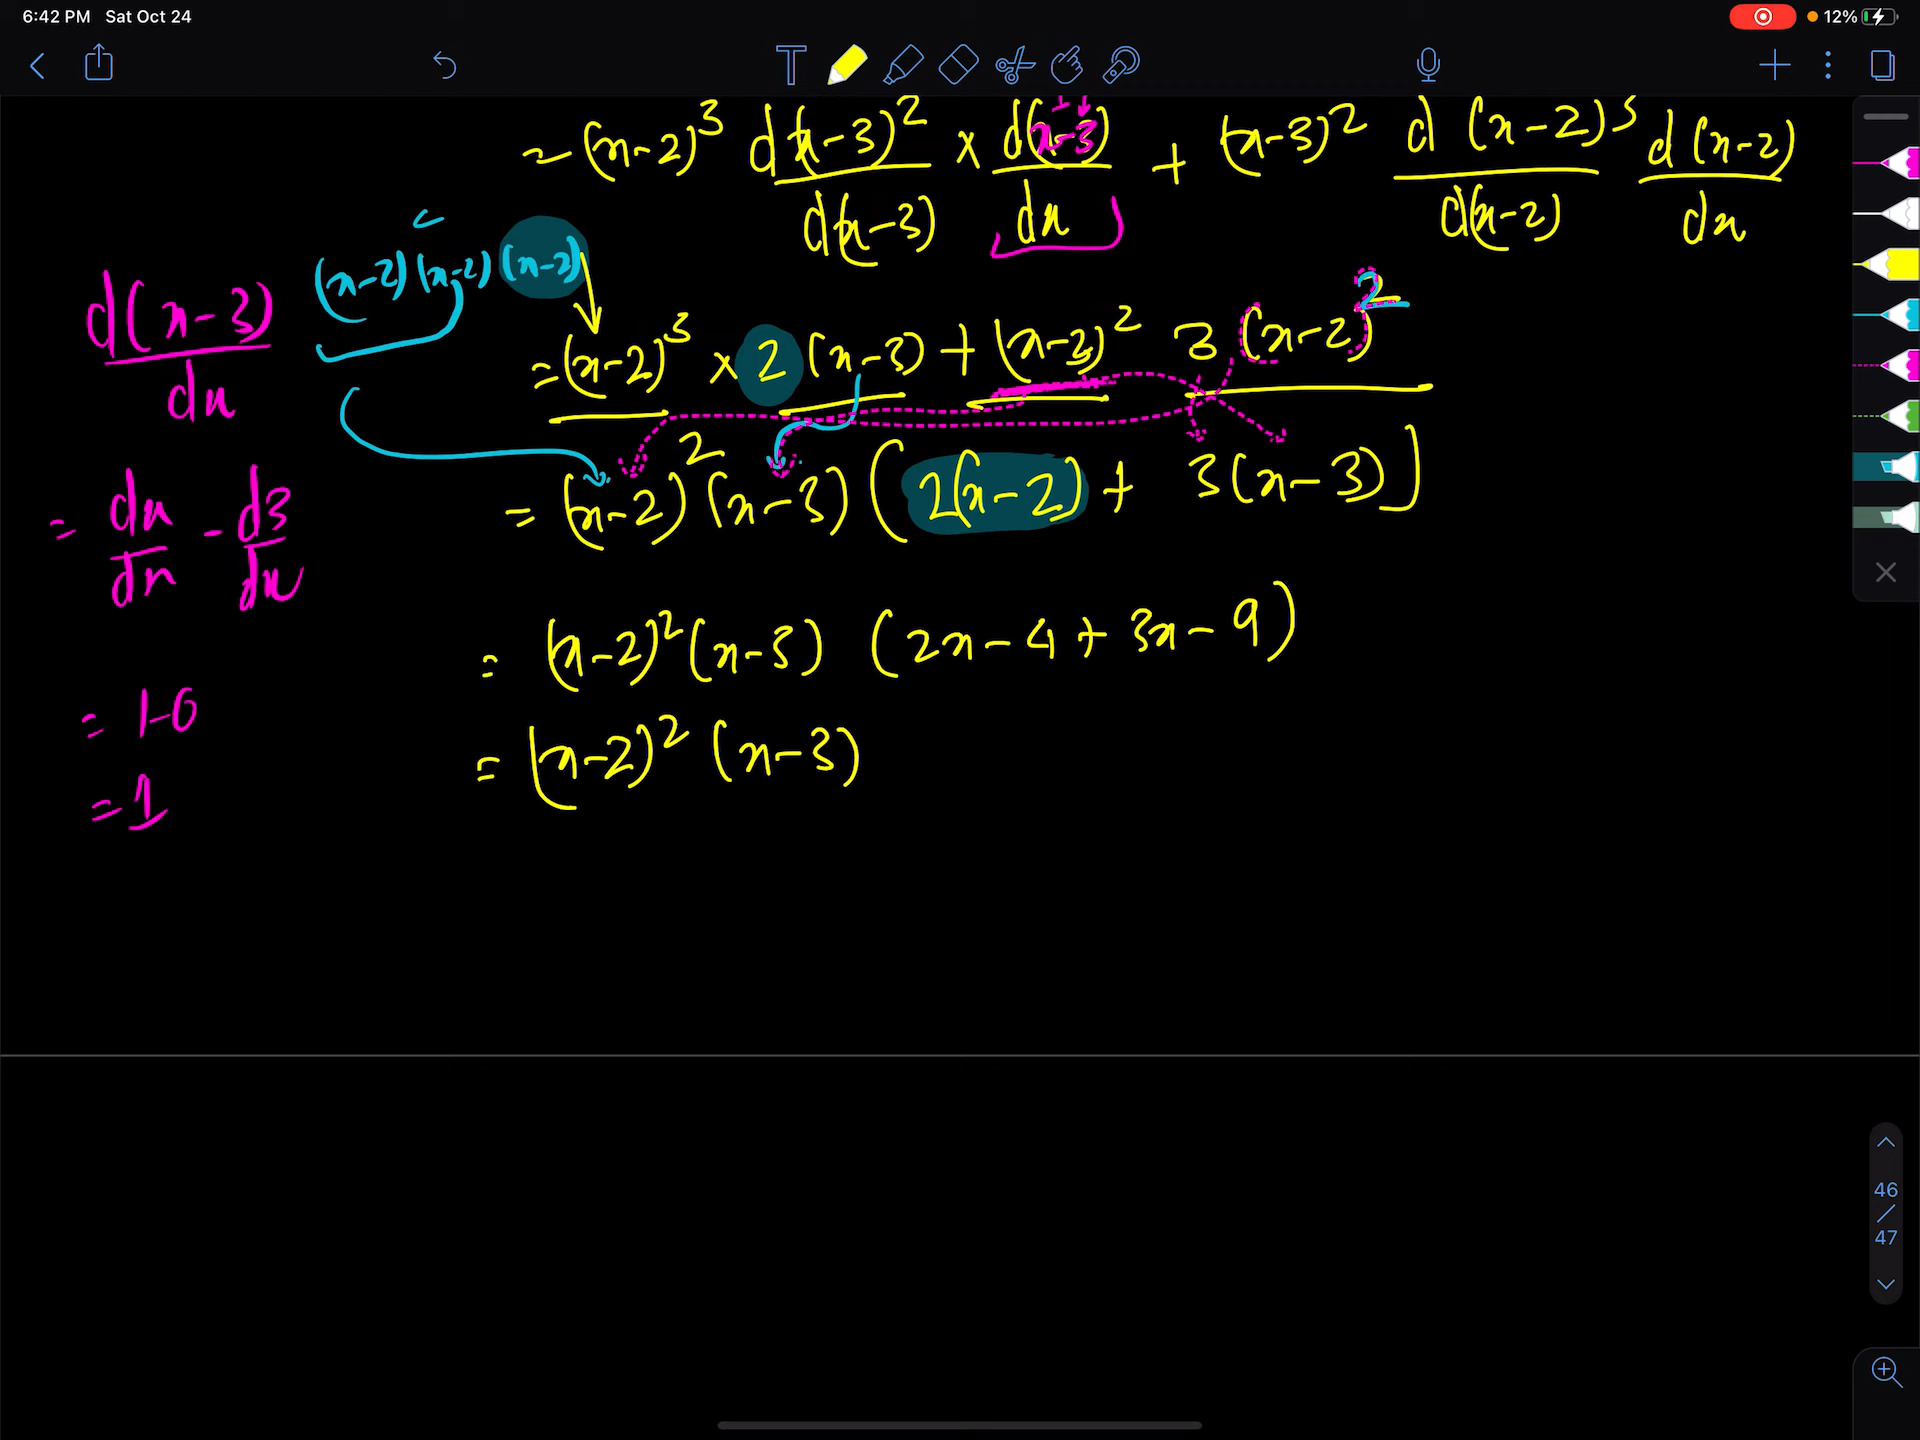 6:42 PM Sat Oct 24
12%
= (x-2)³ d(x-3)²/d(x-3) × d(x-3)/dx + (x-3)² d(x-2)³/d(x-2) d(x-2)/dx
(x-2)(x-2)(x-2)
= (x-2)³ × 2(x-3) + (x-3)² 3(x-2)²
= (x-2)²(x-3)(2(x-2) + 3(x-3)]
= (x-2)²(x-3) (2x-4+3x-9)
= (x-2)² (x-3)
d(x-3)/dx
= dx/dx - d3/dx
= 1-0
= 1
46
/
47